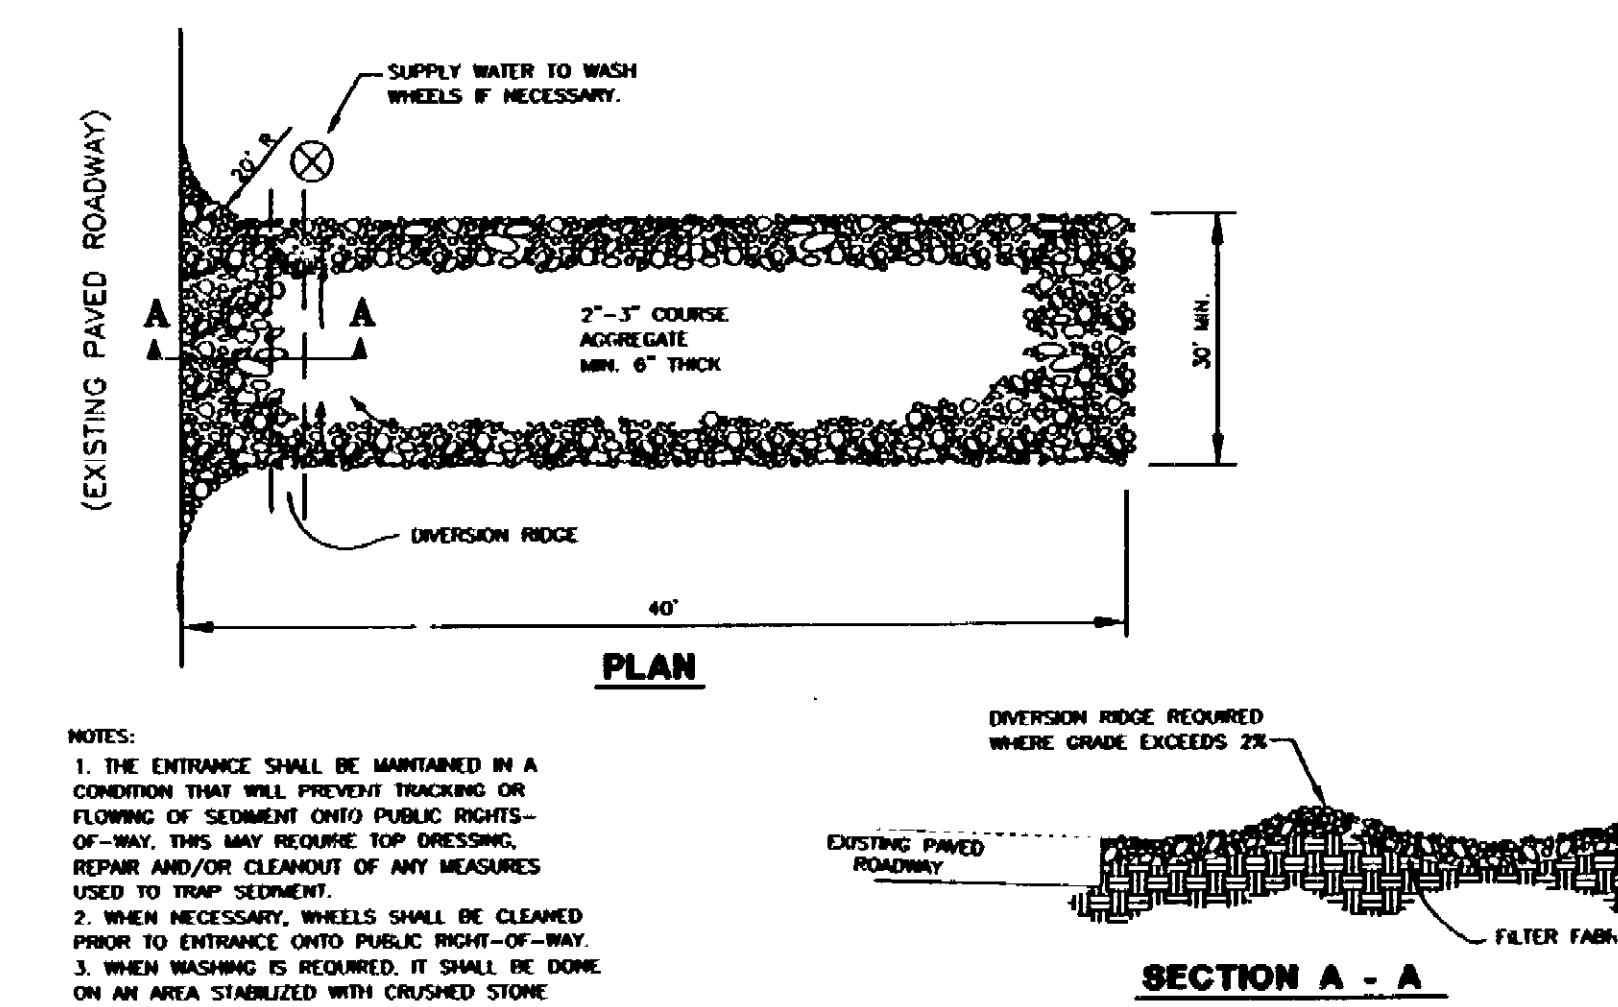 SUPPLY WATER TO WASH
WHEELS IF NECESSARY.
(EXISTING PAVED ROADWAY)
20' R
A
A
2"-3" COURSE
AGGREGATE
MIN. 6" THICK
30' MIN.
DIVERSION RIDGE
40'
PLAN
NOTES:
1. THE ENTRANCE SHALL BE MAINTAINED IN A
CONDITION THAT WILL PREVENT TRACKING OR
FLOWING OF SEDIMENT ONTO PUBLIC RIGHTS-
OF-WAY. THIS MAY REQUIRE TOP DRESSING,
REPAIR AND/OR CLEANOUT OF ANY MEASURES
USED TO TRAP SEDIMENT.
2. WHEN NECESSARY, WHEELS SHALL BE CLEANED
PRIOR TO ENTRANCE ONTO PUBLIC RIGHT-OF-WAY.
3. WHEN WASHING IS REQUIRED, IT SHALL BE DONE
ON AN AREA STABILIZED WITH CRUSHED STONE
DIVERSION RIDGE REQUIRED
WHERE GRADE EXCEEDS 2%
EXISTING PAVED
ROADWAY
FILTER
SECTION A - A